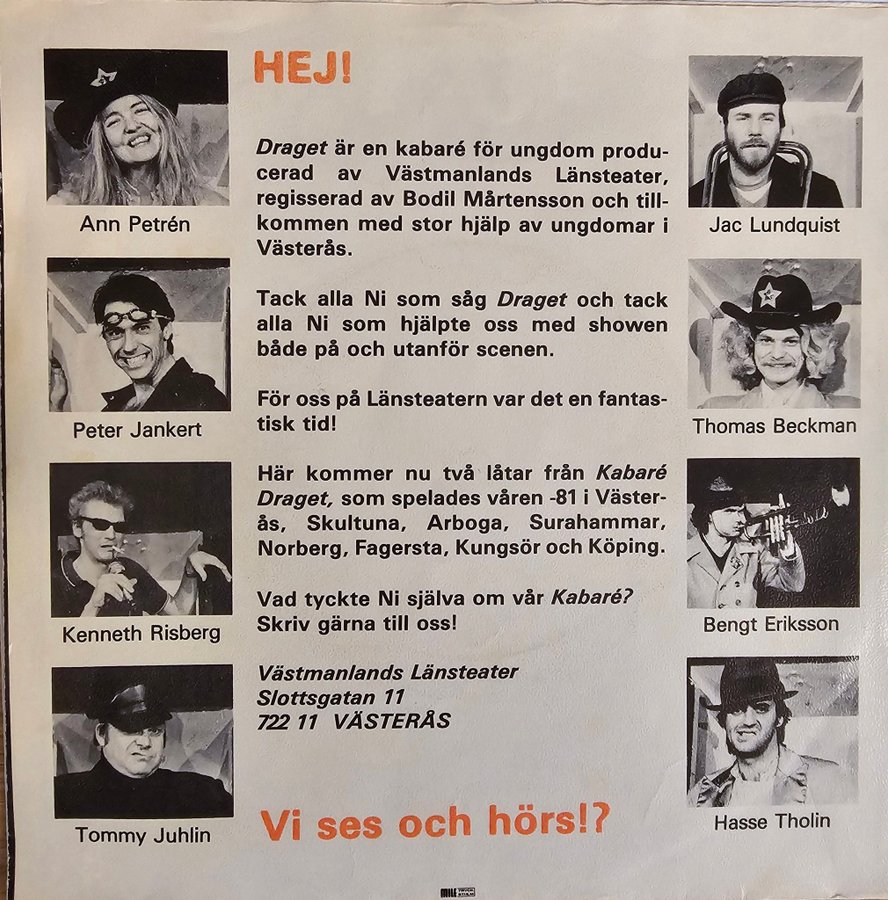 HEJ!
Draget är en kabaré för ungdom produ-
cerad av Västmanlands Länsteater,
regisserad av Bodil Mårtensson och till-
kommen med stor hjälp av ungdomar i
Västerås.
Tack alla Ni som såg Draget och tack
alla Ni som hjälpte oss med showen
både på och utanför scenen.
För oss på Länsteatern var det en fantas-
tisk tid!
Här kommer nu två låtar från Kabaré
Draget, som spelades våren -81 i Väster-
ås, Skultuna, Arboga, Surahammar,
Norberg, Fagersta, Kungsör och Köping.
Vad tyckte Ni själva om vår Kabaré?
Skriv gärna till oss!
Västmanlands Länsteater
Slottsgatan 11
722 11 VÄSTERÅS
Vi ses och hörs!?
Ann Petrén
Peter Jankert
Kenneth Risberg
Tommy Juhlin
Jac Lundquist
Thomas Beckman
Bengt Eriksson
Hasse Tholin
MILE